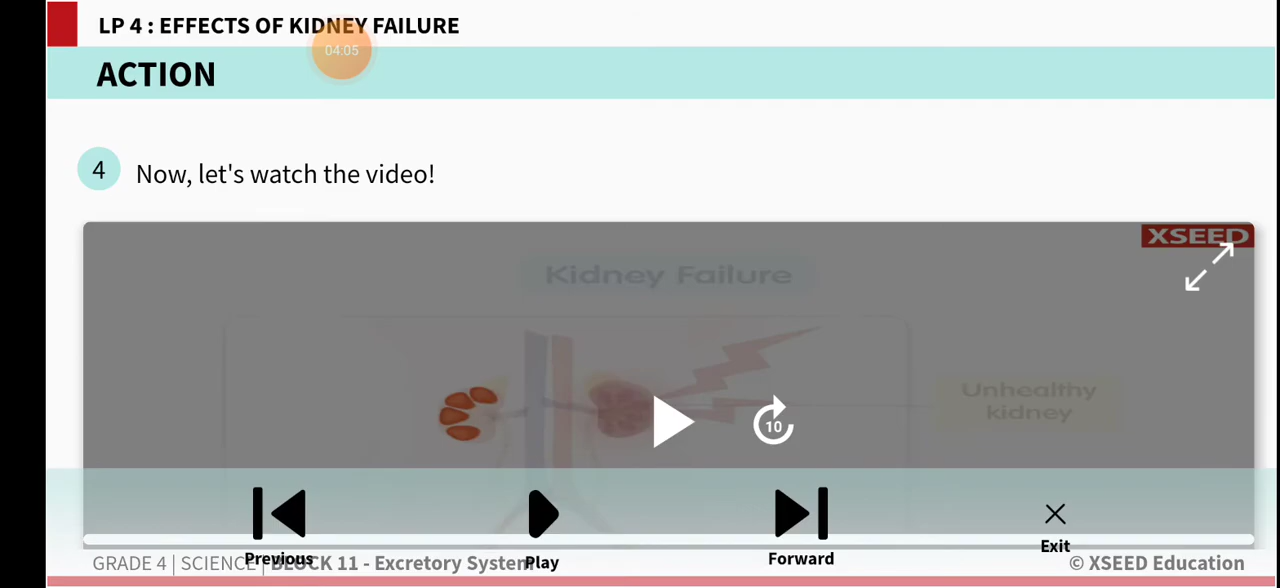 LP 4 : EFFECTS OF KIDNEY FAILURE
04:05
ACTION
4 Now, let's watch the video!
XSEED
Kidney Failure
Unhealthy
kidney
10
Previous
Play
Forward
Exit
GRADE 4 | SCIENCE | BLOCK 11 - Excretory System
© XSEED Education